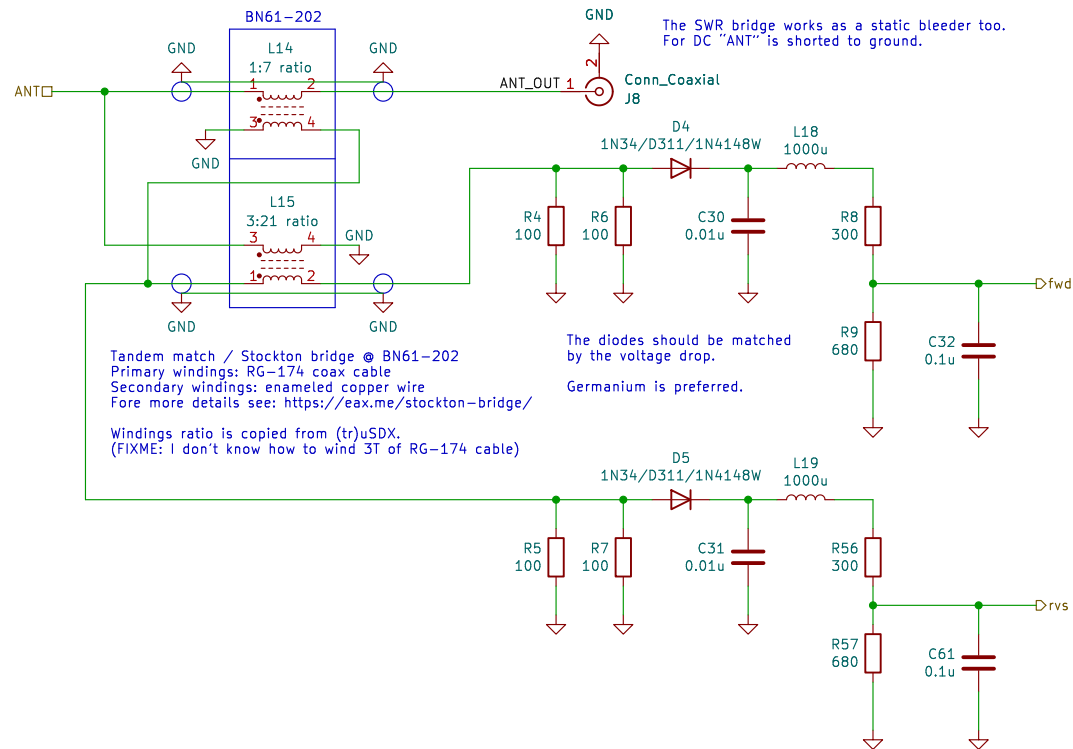 BN61-202
GND
The SWR bridge works as a static bleeder too.
For DC "ANT" is shorted to ground.
GND
L14
1:7 ratio
GND
ANT
1
2
ANT_OUT
1
2
Conn_Coaxial
J8
3
4
GND
D4
1N34/D311/1N4148W
L18
1000u
L15
3:21 ratio
3
4
GND
1
2
GND
GND
R4
100
R6
100
C30
0.01u
R8
300
fwd
R9
680
C32
0.1u
The diodes should be matched
by the voltage drop.
Germanium is preferred.
Tandem match / Stockton bridge @ BN61-202
Primary windings: RG-174 coax cable
Secondary windings: enameled copper wire
Fore more details see: https://eax.me/stockton-bridge/
Windings ratio is copied from (tr)uSDX.
(FIXME: I don't know how to wind 3T of RG-174 cable)
D5
1N34/D311/1N4148W
L19
1000u
R5
100
R7
100
C31
0.01u
R56
300
rvs
R57
680
C61
0.1u